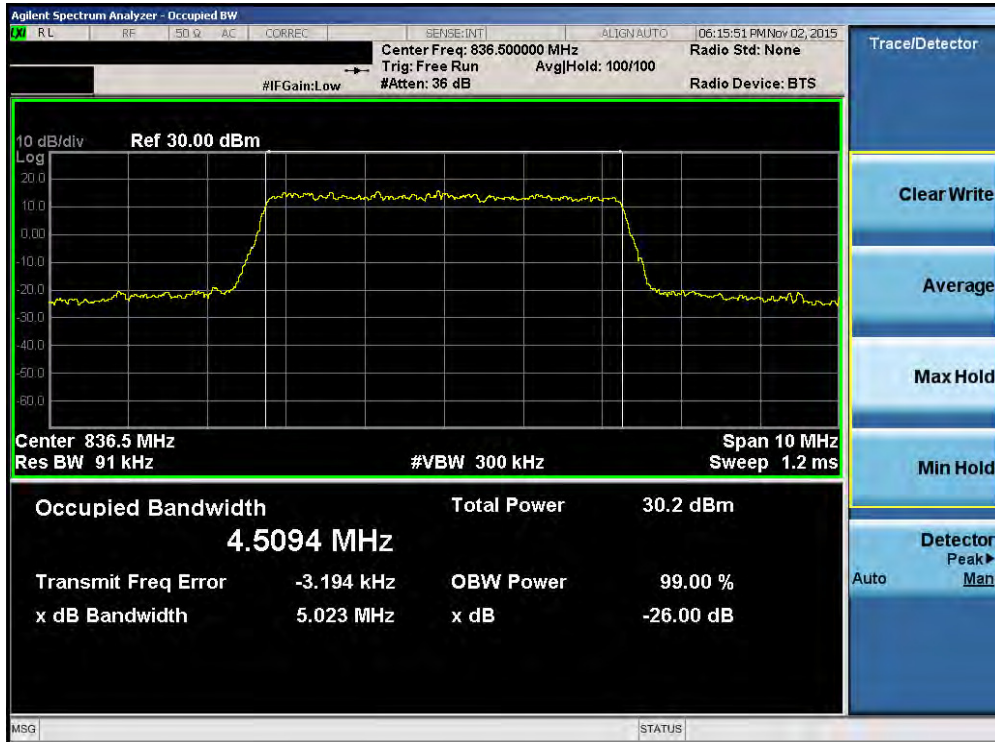 Agilent Spectrum Analyzer - Occupied BW
LXI RL RF 50 Ω AC CORREC SENSE:INT ALIGN AUTO 06:15:51 PM Nov 02, 2015
Center Freq: 836.500000 MHz Radio Std: None
Trig: Free Run Avg|Hold: 100/100
#IFGain:Low #Atten: 36 dB Radio Device: BTS
10 dB/div Ref 30.00 dBm
Log
20.0
10.0
0.00
-10.0
-20.0
-30.0
-40.0
-50.0
-60.0
Center 836.5 MHz Span 10 MHz
Res BW 91 kHz #VBW 300 kHz Sweep 1.2 ms
Occupied Bandwidth Total Power 30.2 dBm
4.5094 MHz
Transmit Freq Error -3.194 kHz OBW Power 99.00 %
x dB Bandwidth 5.023 MHz x dB -26.00 dB
MSG STATUS
Trace/Detector
Clear Write
Average
Max Hold
Min Hold
Detector
Peak▶
Auto Man